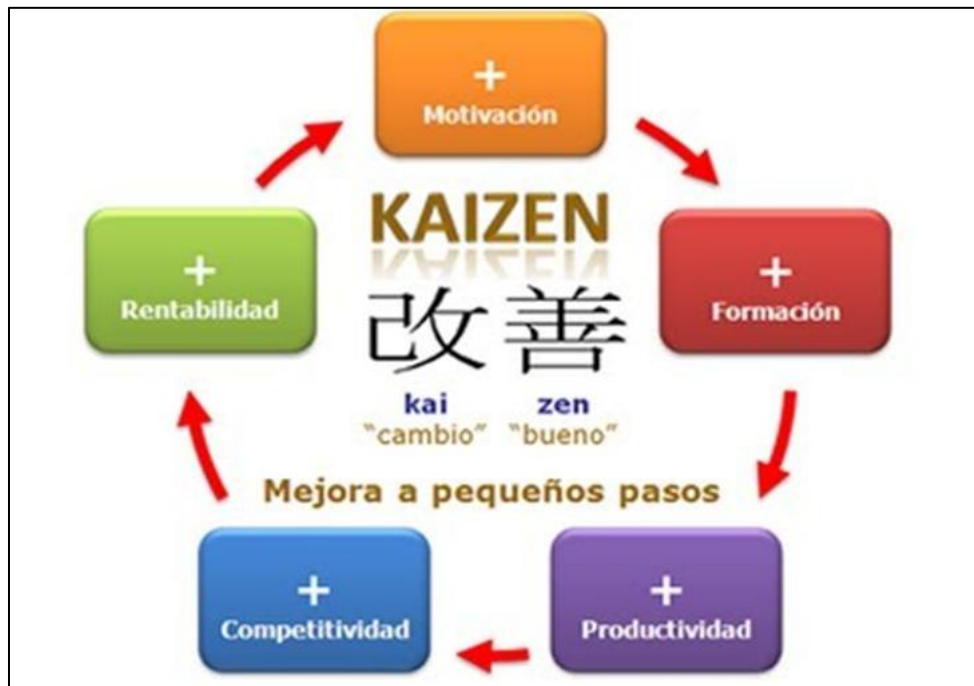 +
Motivación
KAIZEN
+
Rentabilidad
+
Formación
改善
kai zen
“cambio” “bueno”
Mejora a pequeños pasos
+
Competitividad
+
Productividad